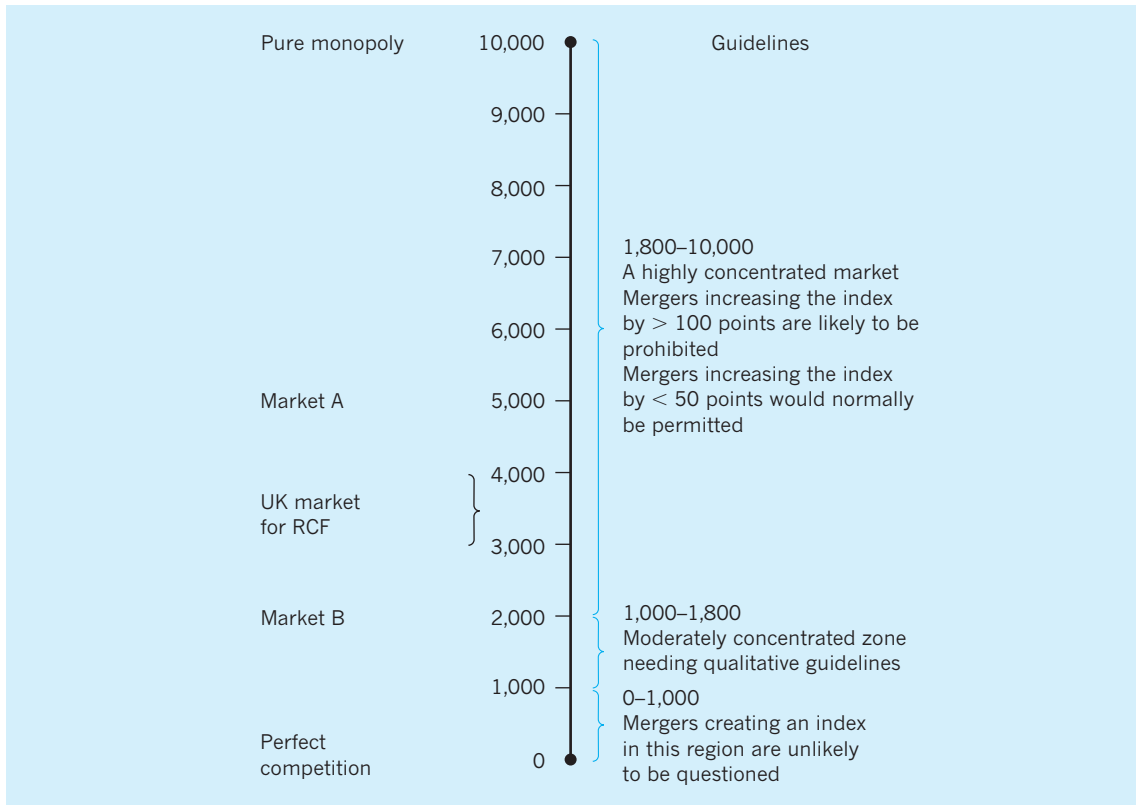 Pure monopoly
10,000
Guidelines
9,000
8,000
7,000
1,800–10,000
A highly concentrated market
Mergers increasing the index
by > 100 points are likely to be
prohibited
Mergers increasing the index
by < 50 points would normally
be permitted
6,000
Market A
5,000
4,000
UK market
for RCF
3,000
Market B
2,000
1,000–1,800
Moderately concentrated zone
needing qualitative guidelines
1,000
0–1,000
Mergers creating an index
in this region are unlikely
to be questioned
Perfect
competition
0